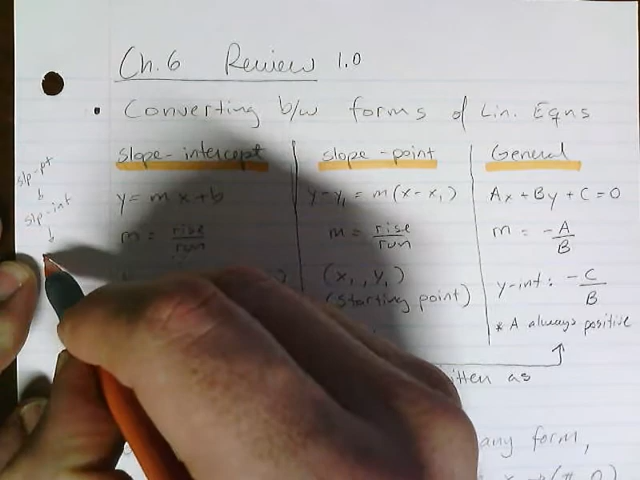 Ch.6 Review 1.0
• Converting b/w forms of Lin. Eqns
slope-intercept slope-point General
slp-pt
↓
slp-int
↓
y = mx + b y-y₁ = m(x-x₁) Ax + By + C = 0
m = rise/run m = rise/run m = -A/B
(x₁, y₁) y-int: -C/B
(starting point)
* A always positive
itten as
any form,